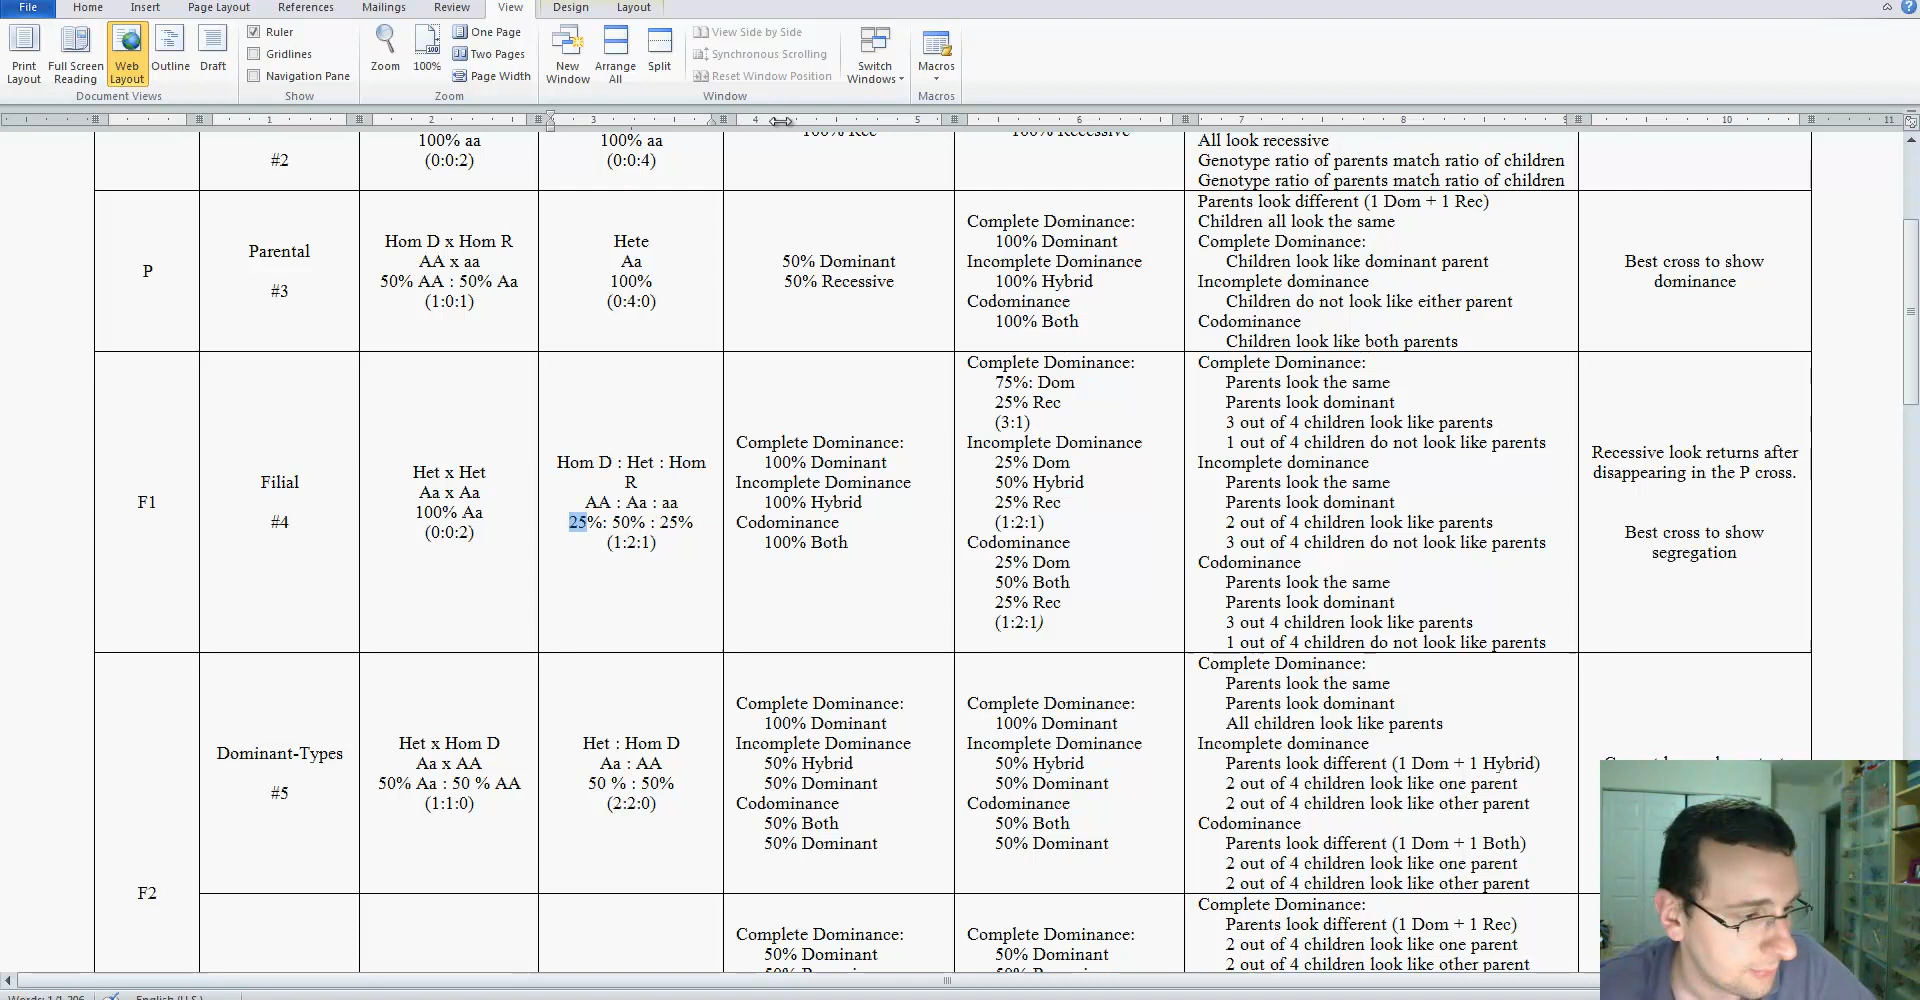 File Home Insert Page Layout References Mailings Review View Design Layout
Print Layout
Full Screen Reading
Web Layout
Outline
Draft
Document Views
Ruler
Gridlines
Navigation Pane
Show
Zoom
100%
One Page
Two Pages
Page Width
Zoom
New Window
Arrange All
Split
View Side by Side
Synchronous Scrolling
Reset Window Position
Window
Switch Windows
Macros
Macros
1 2 3 4 5 6 7 8 9 10 11
#2
100% aa
(0:0:2)
100% aa
(0:0:4)
100% Rec
100% Recessive
All look recessive
Genotype ratio of parents match ratio of children
Genotype ratio of parents match ratio of children
P
Parental
#3
Hom D x Hom R
AA x aa
50% AA : 50% Aa
(1:0:1)
Hete
Aa
100%
(0:4:0)
50% Dominant
50% Recessive
Complete Dominance:
100% Dominant
Incomplete Dominance
100% Hybrid
Codominance
100% Both
Parents look different (1 Dom + 1 Rec)
Children all look the same
Complete Dominance:
Children look like dominant parent
Incomplete dominance
Children do not look like either parent
Codominance
Children look like both parents
Best cross to show
dominance
F1
Filial
#4
Het x Het
Aa x Aa
100% Aa
(0:0:2)
Hom D : Het : Hom
R
AA : Aa : aa
25%: 50% : 25%
(1:2:1)
Complete Dominance:
100% Dominant
Incomplete Dominance
100% Hybrid
Codominance
100% Both
Complete Dominance:
75%: Dom
25% Rec
(3:1)
Incomplete Dominance
25% Dom
50% Hybrid
25% Rec
(1:2:1)
Codominance
25% Dom
50% Both
25% Rec
(1:2:1)
Complete Dominance:
Parents look the same
Parents look dominant
3 out of 4 children look like parents
1 out of 4 children do not look like parents
Incomplete dominance
Parents look the same
Parents look dominant
2 out of 4 children look like parents
3 out of 4 children do not look like parents
Codominance
Parents look the same
Parents look dominant
3 out 4 children look like parents
1 out of 4 children do not look like parents
Recessive look returns after
disappearing in the P cross.
Best cross to show
segregation
F2
Dominant-Types
#5
Het x Hom D
Aa x AA
50% Aa : 50 % AA
(1:1:0)
Het : Hom D
Aa : AA
50 % : 50%
(2:2:0)
Complete Dominance:
100% Dominant
Incomplete Dominance
50% Hybrid
50% Dominant
Codominance
50% Both
50% Dominant
Complete Dominance:
100% Dominant
Incomplete Dominance
50% Hybrid
50% Dominant
Codominance
50% Both
50% Dominant
Complete Dominance:
Parents look the same
Parents look dominant
All children look like parents
Incomplete dominance
Parents look different (1 Dom + 1 Hybrid)
2 out of 4 children look like one parent
2 out of 4 children look like other parent
Codominance
Parents look different (1 Dom + 1 Both)
2 out of 4 children look like one parent
2 out of 4 children look like other parent
Complete Dominance:
50% Dominant
Complete Dominance:
50% Dominant
Complete Dominance:
Parents look different (1 Dom + 1 Rec)
2 out of 4 children look like one parent
2 out of 4 children look like other parent
Words: 1/1,206
English (U.S.)